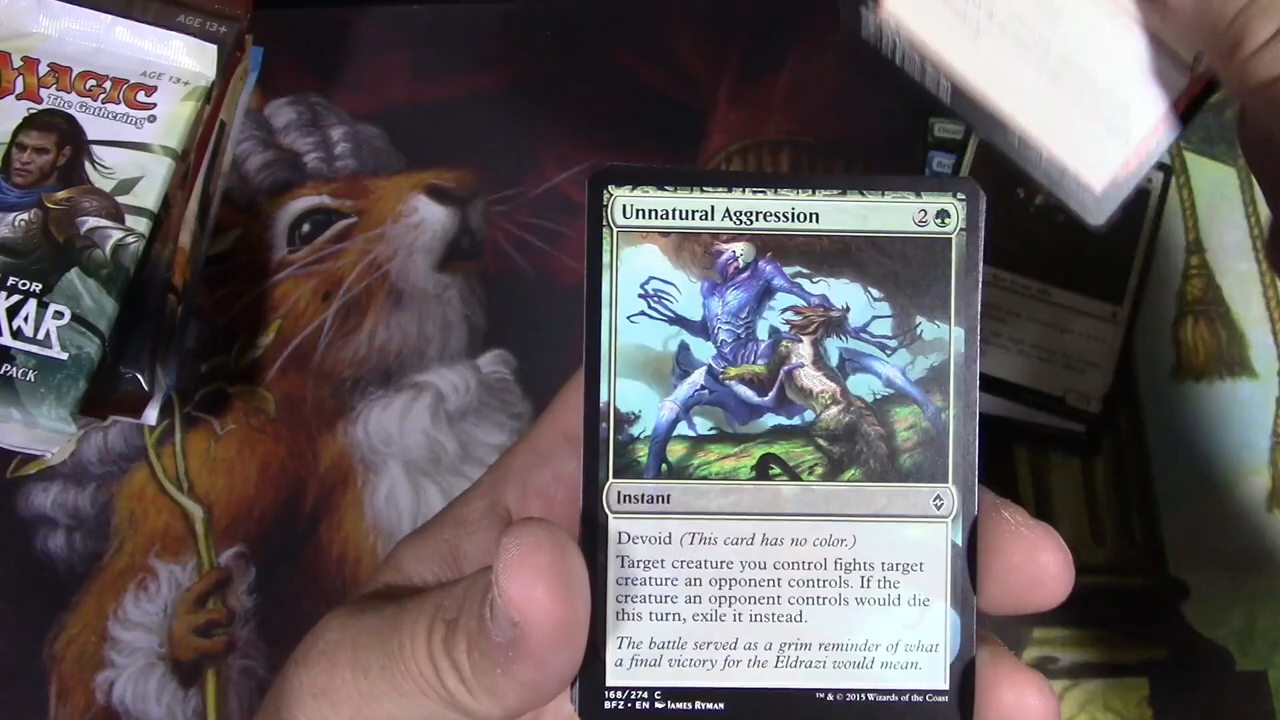 AGE 13+
AGE 13+
MAGIC
The Gathering®
FOR
KAR
PACK
Unnatural Aggression
2
Instant
Devoid (This card has no color.)
Target creature you control fights target
creature an opponent controls. If the
creature an opponent controls would die
this turn, exile it instead.
The battle served as a grim reminder of what
a final victory for the Eldrazi would mean.
168/274 C
BFZ • EN JAMES RYMAN
™ & © 2015 Wizards of the Coast